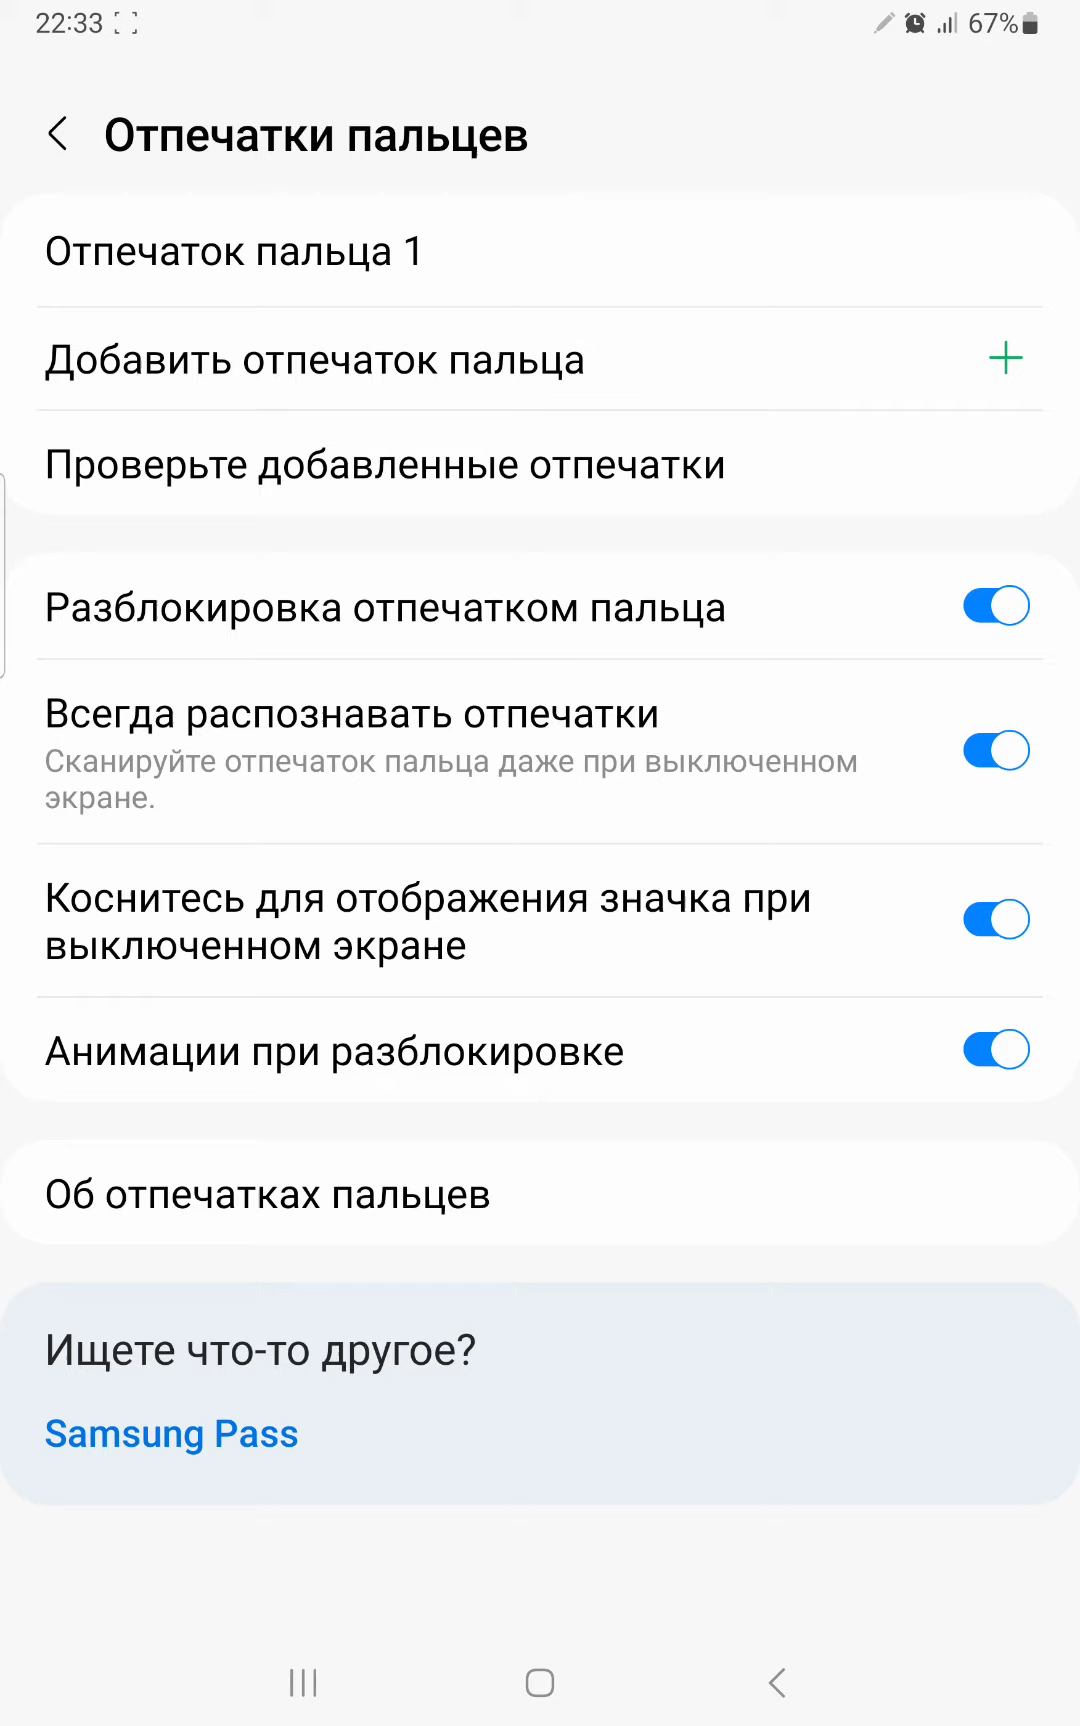 22:33 67%
Отпечатки пальцев
Отпечаток пальца 1
Добавить отпечаток пальца
Проверьте добавленные отпечатки
Разблокировка отпечатком пальца
Всегда распознавать отпечатки
Сканируйте отпечаток пальца даже при выключенном
экране.
Коснитесь для отображения значка при
выключенном экране
Анимации при разблокировке
Об отпечатках пальцев
Ищете что-то другое?
Samsung Pass